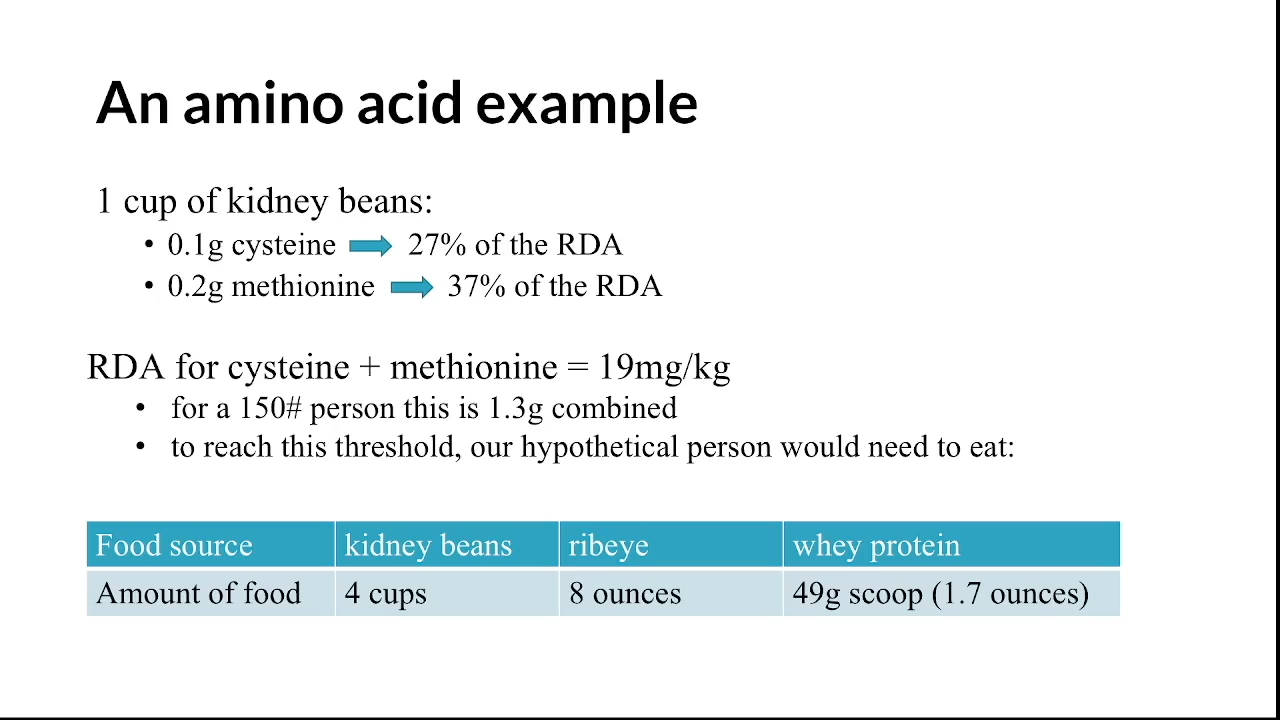 An amino acid example
1 cup of kidney beans:
• 0.1g cysteine 27% of the RDA
• 0.2g methionine 37% of the RDA
RDA for cysteine + methionine = 19mg/kg
• for a 150# person this is 1.3g combined
• to reach this threshold, our hypothetical person would need to eat:
Food source kidney beans ribeye whey protein
Amount of food 4 cups 8 ounces 49g scoop (1.7 ounces)